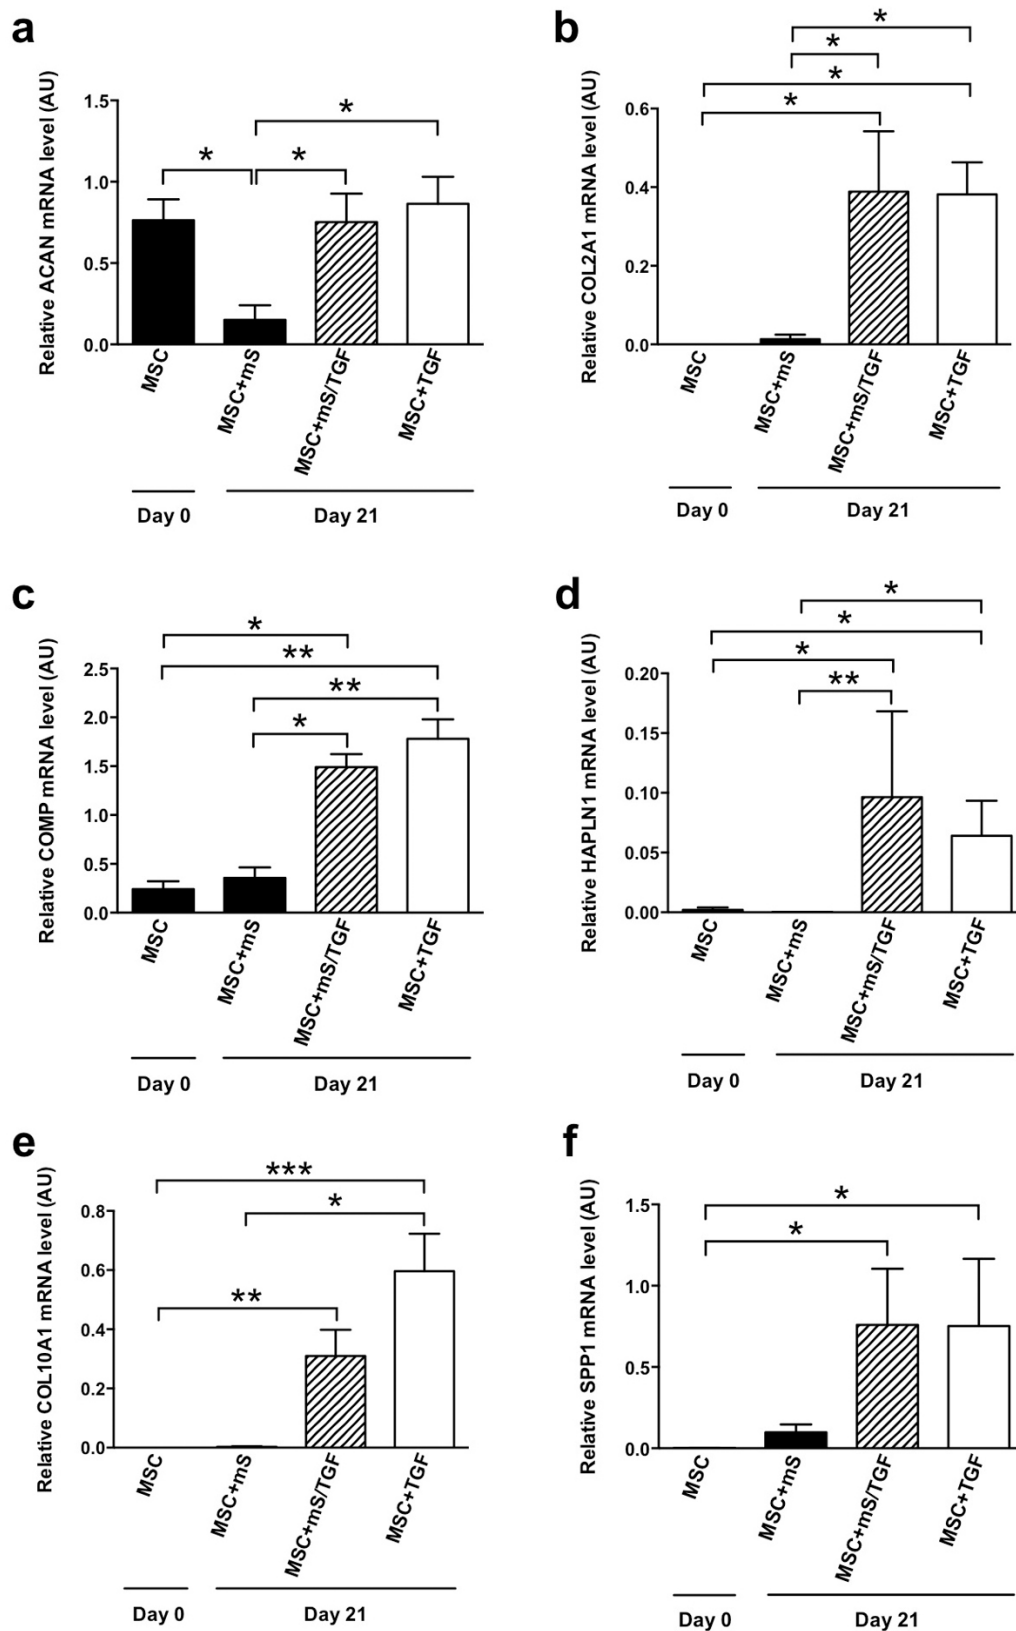 a
Relative ACAN mRNA level (AU)
1.5
1.0
0.5
0.0
*
*
*
MSC
MSC+mS
MSC+mS/TGF
MSC+TGF
Day 0
Day 21
b
Relative COL2A1 mRNA level (AU)
0.6
0.4
0.2
0.0
*
*
*
*
MSC
MSC+mS
MSC+mS/TGF
MSC+TGF
Day 0
Day 21
c
Relative COMP mRNA level (AU)
2.5
2.0
1.5
1.0
0.5
0.0
*
**
**
*
MSC
MSC+mS
MSC+mS/TGF
MSC+TGF
Day 0
Day 21
d
Relative HAPLN1 mRNA level (AU)
0.20
0.15
0.10
0.05
0.00
*
*
*
**
MSC
MSC+mS
MSC+mS/TGF
MSC+TGF
Day 0
Day 21
e
Relative COL10A1 mRNA level (AU)
0.8
0.6
0.4
0.2
0.0
***
*
**
MSC
MSC+mS
MSC+mS/TGF
MSC+TGF
Day 0
Day 21
f
Relative SPP1 mRNA level (AU)
1.5
1.0
0.5
0.0
*
*
MSC
MSC+mS
MSC+mS/TGF
MSC+TGF
Day 0
Day 21